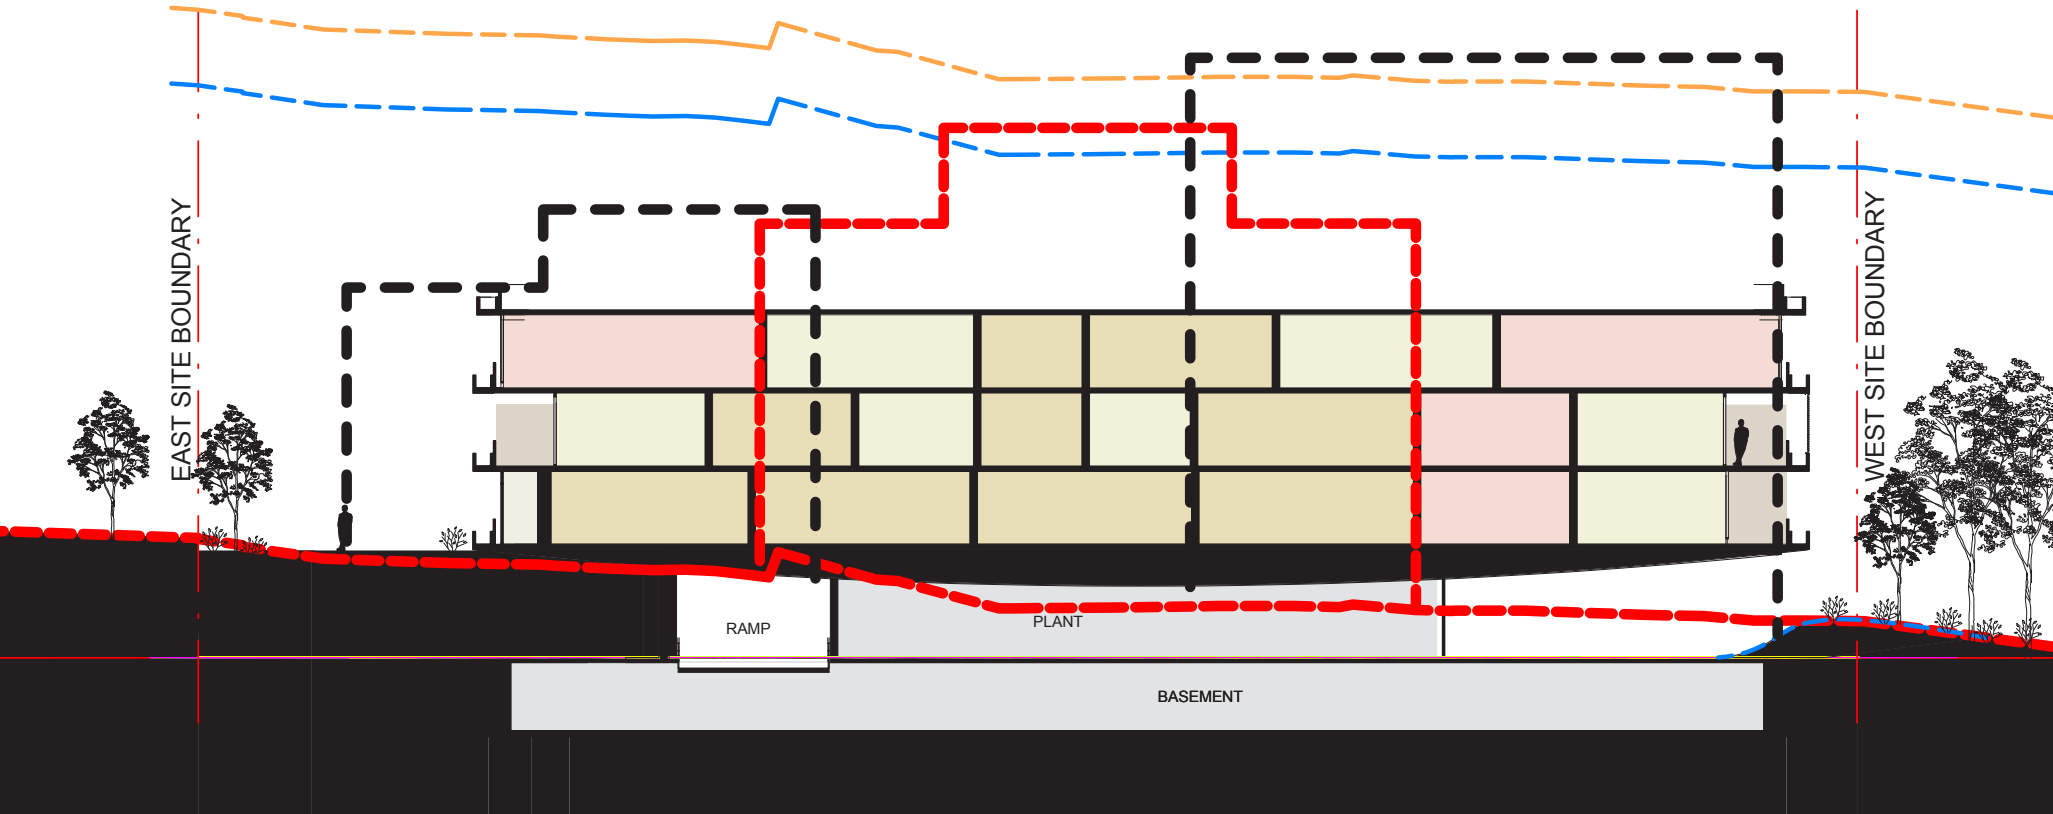 EAST SITE BOUNDARY
WEST SITE BOUNDARY
RAMP
PLANT
BASEMENT